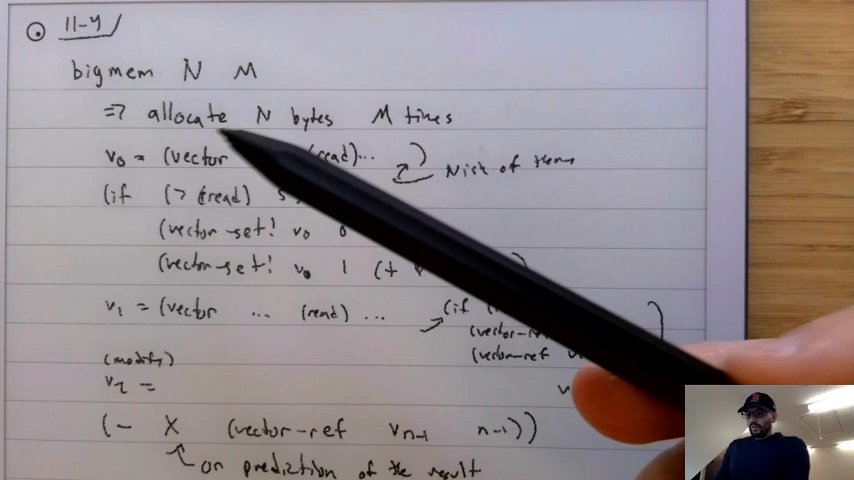 11-4
bigmem N M
=> allocate N bytes M times
v0 = (vector (read)... )
N-ish of them
(if (> (read)
(vector-set! v0 0
(vector-set! v0 1 (+
v1 = (vector ... (read) ... (if
(vector-ref
(vector-ref
(modify)
v2 =
(- X (vector-ref vn-1 n-1))
on prediction of the result